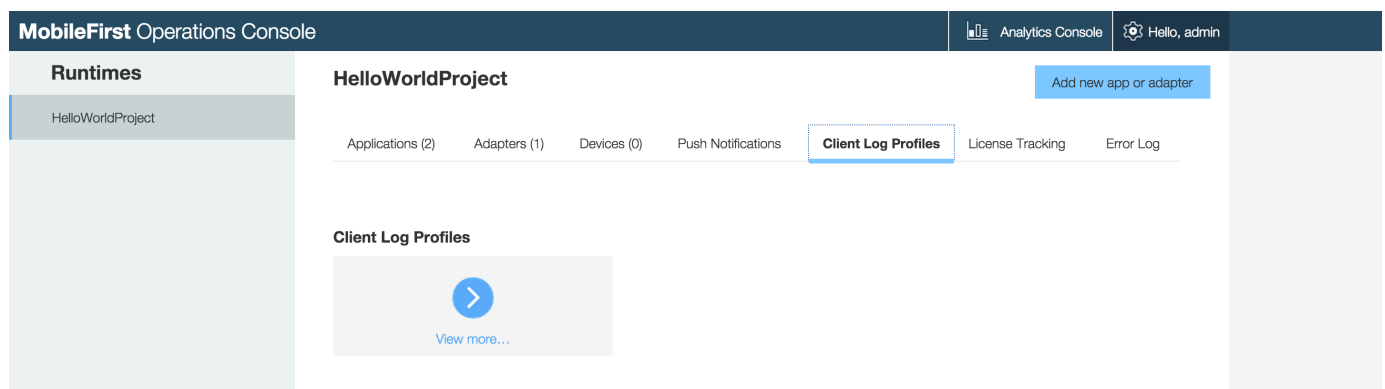 MobileFirst Operations Console
Analytics Console
Hello, admin
Runtimes
HelloWorldProject
HelloWorldProject
Add new app or adapter
Applications (2)
Adapters (1)
Devices (0)
Push Notifications
Client Log Profiles
License Tracking
Error Log
Client Log Profiles
View more...